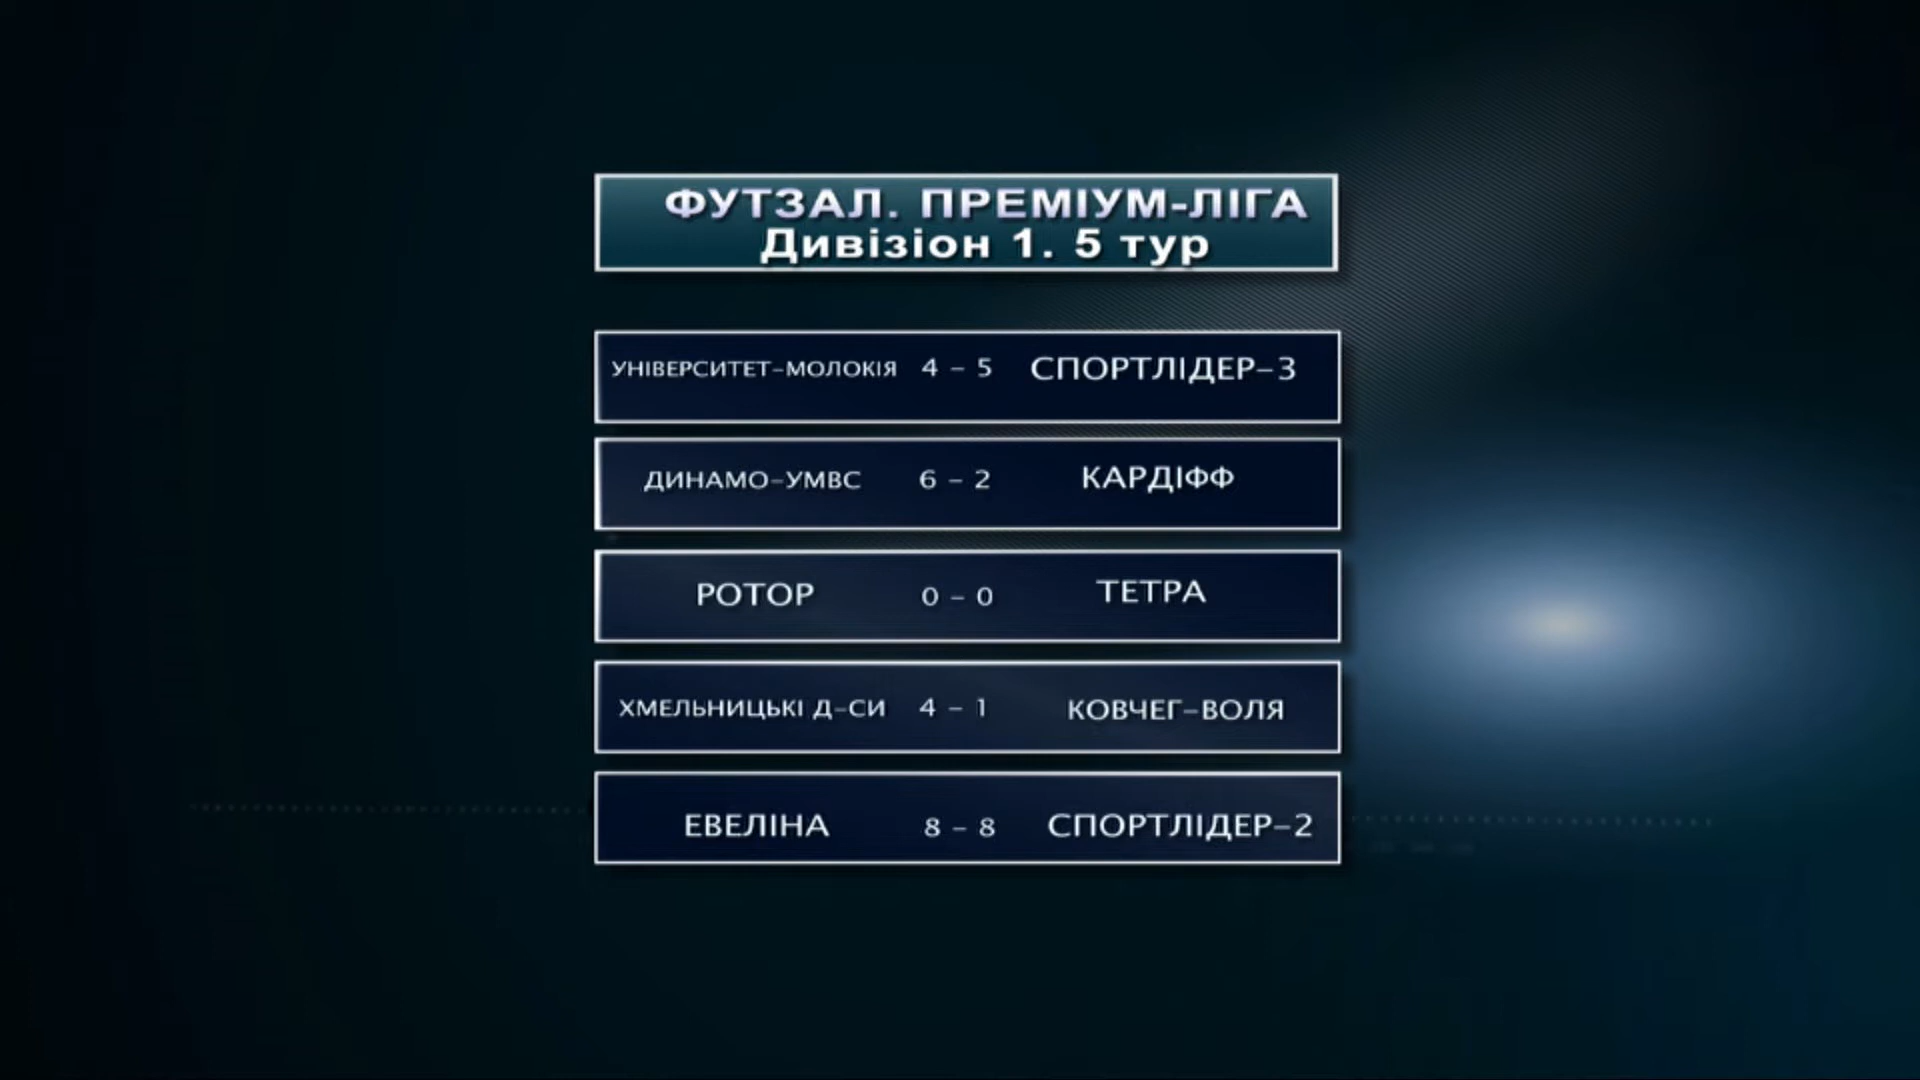 ФУТЗАЛ. ПРЕМІУМ-ЛІГА
Дивізіон 1. 5 тур
УНІВЕРСИТЕТ-МОЛОКІЯ 4 - 5 СПОРТЛІДЕР-3
ДИНАМО-УМВС 6 - 2 КАРДІФФ
РОТОР 0 - 0 ТЕТРА
ХМЕЛЬНИЦЬКІ Д-СИ 4 - 1 КОВЧЕГ-ВОЛЯ
ЕВЕЛІНА 8 - 8 СПОРТЛІДЕР-2